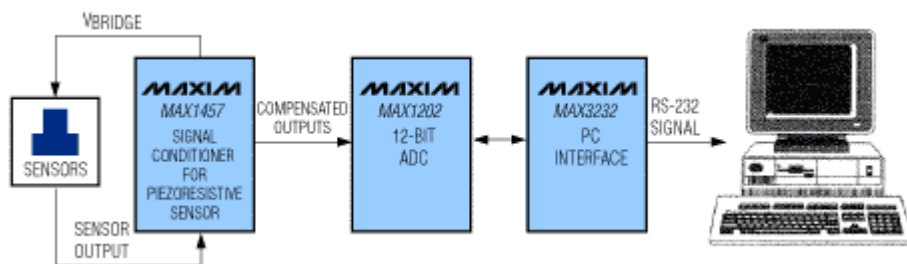 VBRIDGE
SENSORS
SENSOR
OUTPUT
MAXIM
MAX1457
SIGNAL
CONDITIONER
FOR
PIEZORESISTIVE
SENSOR
COMPENSATED
OUTPUTS
MAXIM
MAX1202
12-BIT
ADC
MAXIM
MAX3232
PC
INTERFACE
RS-232
SIGNAL